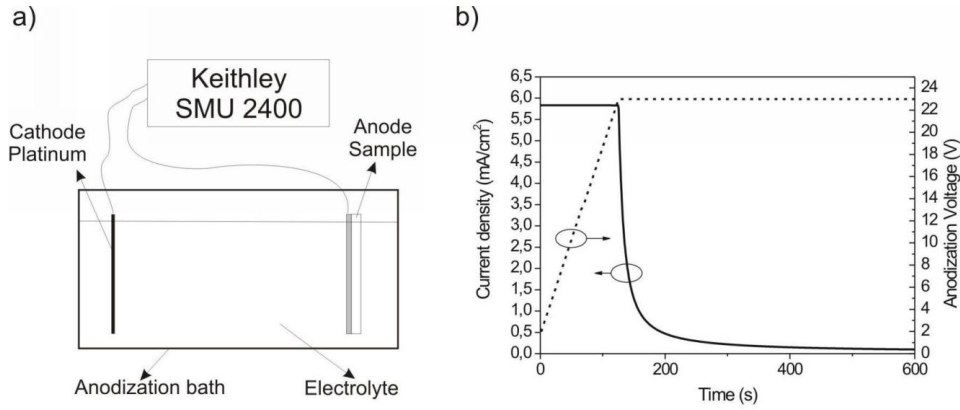 a)
Keithley
SMU 2400
Cathode
Platinum
Anode
Sample
Anodization bath
Electrolyte
b)
Current density (mA/cm²)
6,5
6,0
5,5
5,0
4,5
4,0
3,5
3,0
2,5
2,0
1,5
1,0
0,5
0,0
24
22
20
18
16
14
12
10
8
6
4
2
0
Anodization Voltage (V)
0
200
400
600
Time (s)